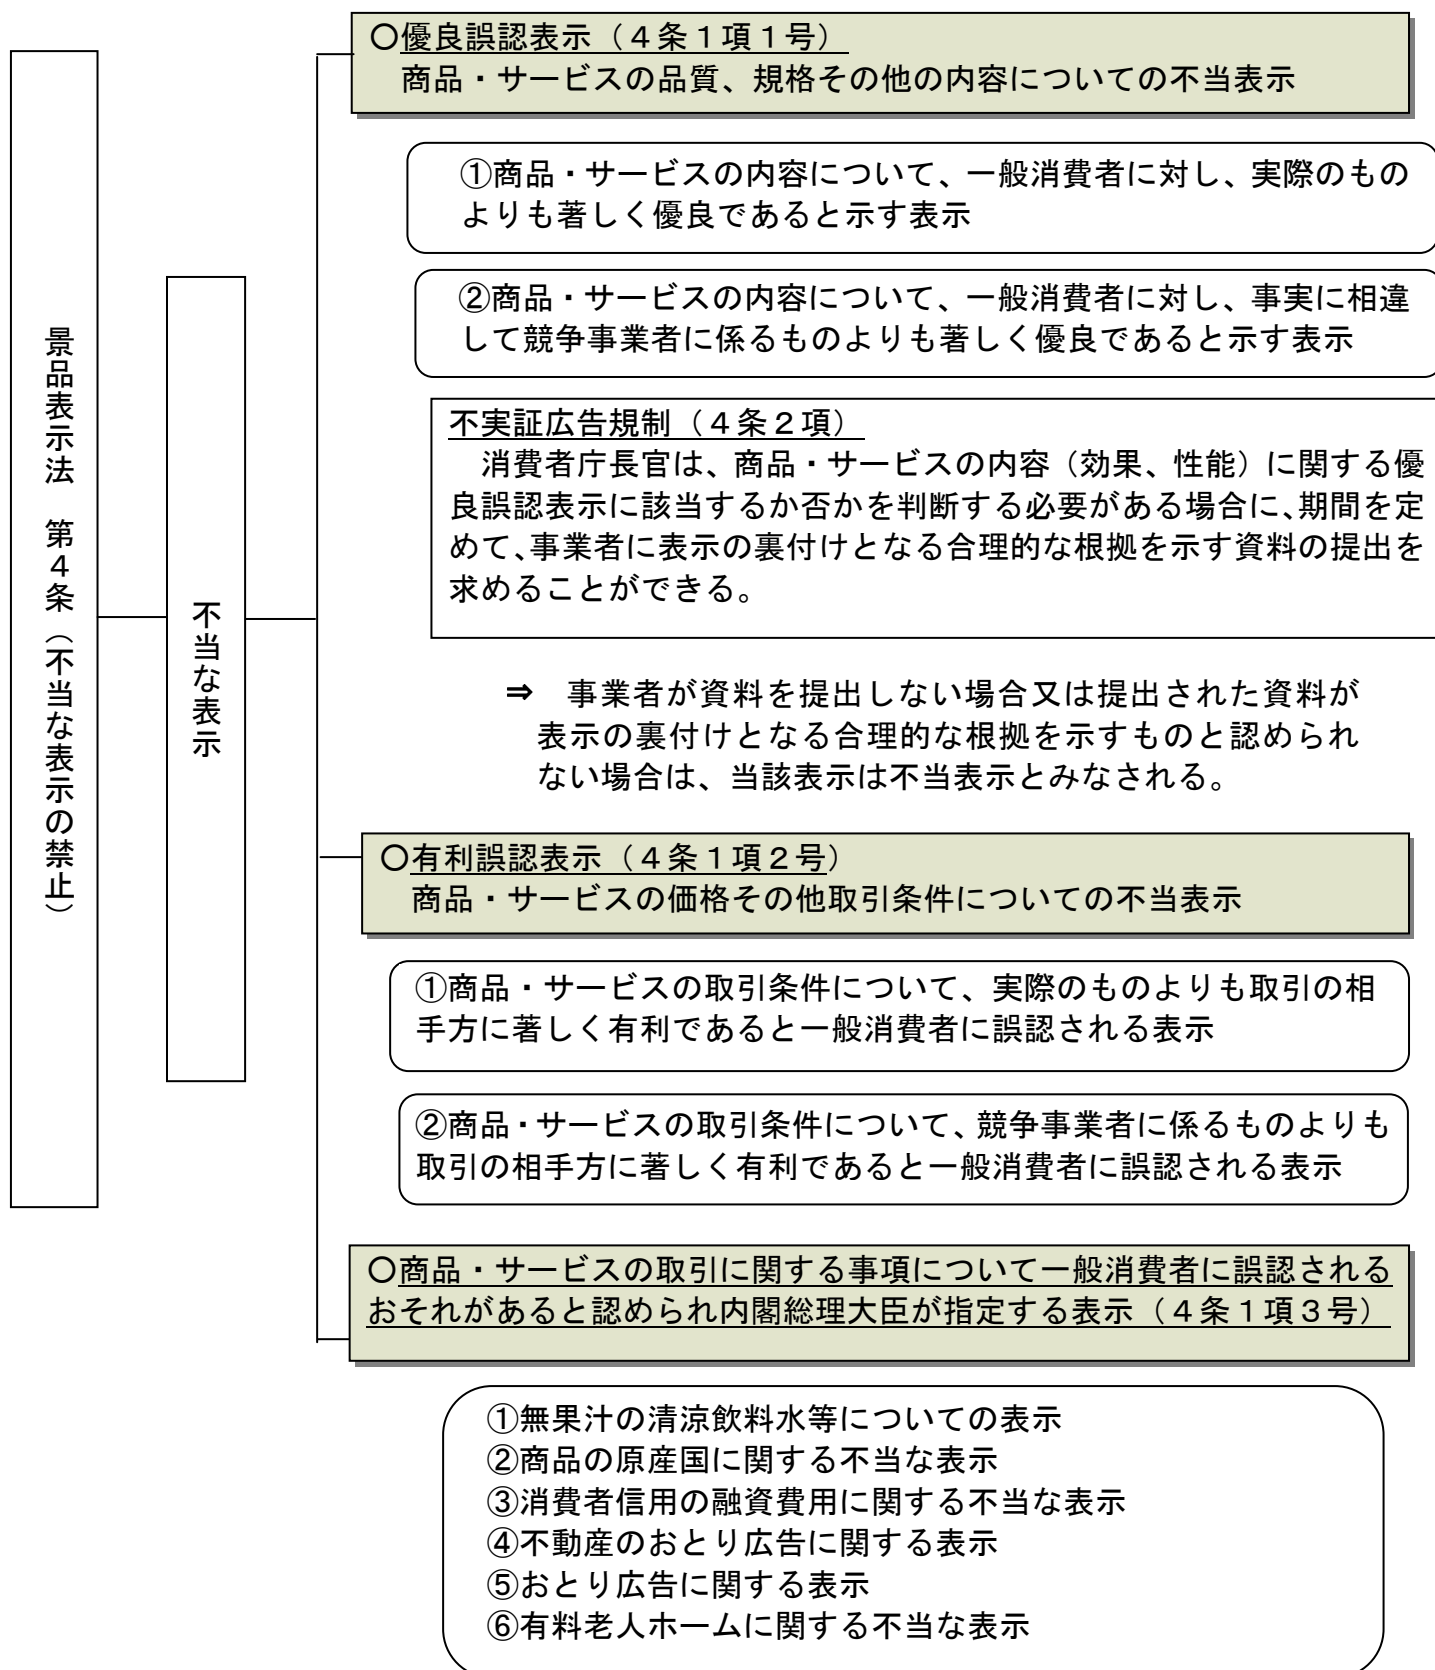 景品表示法　第４条（不当な表示の禁止）
不当な表示
○優良誤認表示（４条１項１号）
商品・サービスの品質、規格その他の内容についての不当表示
①商品・サービスの内容について、一般消費者に対し、実際のもの
よりも著しく優良であると示す表示
②商品・サービスの内容について、一般消費者に対し、事実に相違
して競争事業者に係るものよりも著しく優良であると示す表示
不実証広告規制（４条２項）
消費者庁長官は、商品・サービスの内容（効果、性能）に関する優
良誤認表示に該当するか否かを判断する必要がある場合に、期間を定
めて、事業者に表示の裏付けとなる合理的な根拠を示す資料の提出を
求めることができる。
⇒　事業者が資料を提出しない場合又は提出された資料が
表示の裏付けとなる合理的な根拠を示すものと認められ
ない場合は、当該表示は不当表示とみなされる。
○有利誤認表示（４条１項２号）
商品・サービスの価格その他取引条件についての不当表示
①商品・サービスの取引条件について、実際のものよりも取引の相
手方に著しく有利であると一般消費者に誤認される表示
②商品・サービスの取引条件について、競争事業者に係るものよりも
取引の相手方に著しく有利であると一般消費者に誤認される表示
○商品・サービスの取引に関する事項について一般消費者に誤認される
おそれがあると認められ内閣総理大臣が指定する表示（４条１項３号）
①無果汁の清涼飲料水等についての表示
②商品の原産国に関する不当な表示
③消費者信用の融資費用に関する不当な表示
④不動産のおとり広告に関する表示
⑤おとり広告に関する表示
⑥有料老人ホームに関する不当な表示